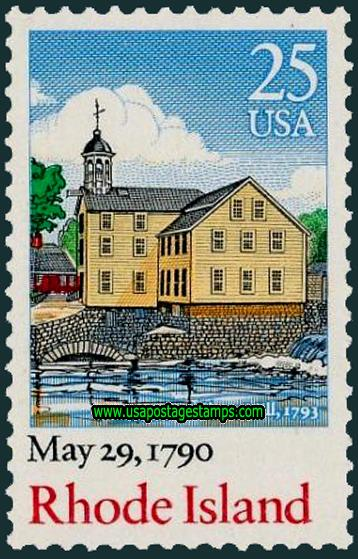 25
USA
www.usapostagestamps.com
1793
May 29, 1790
Rhode Island